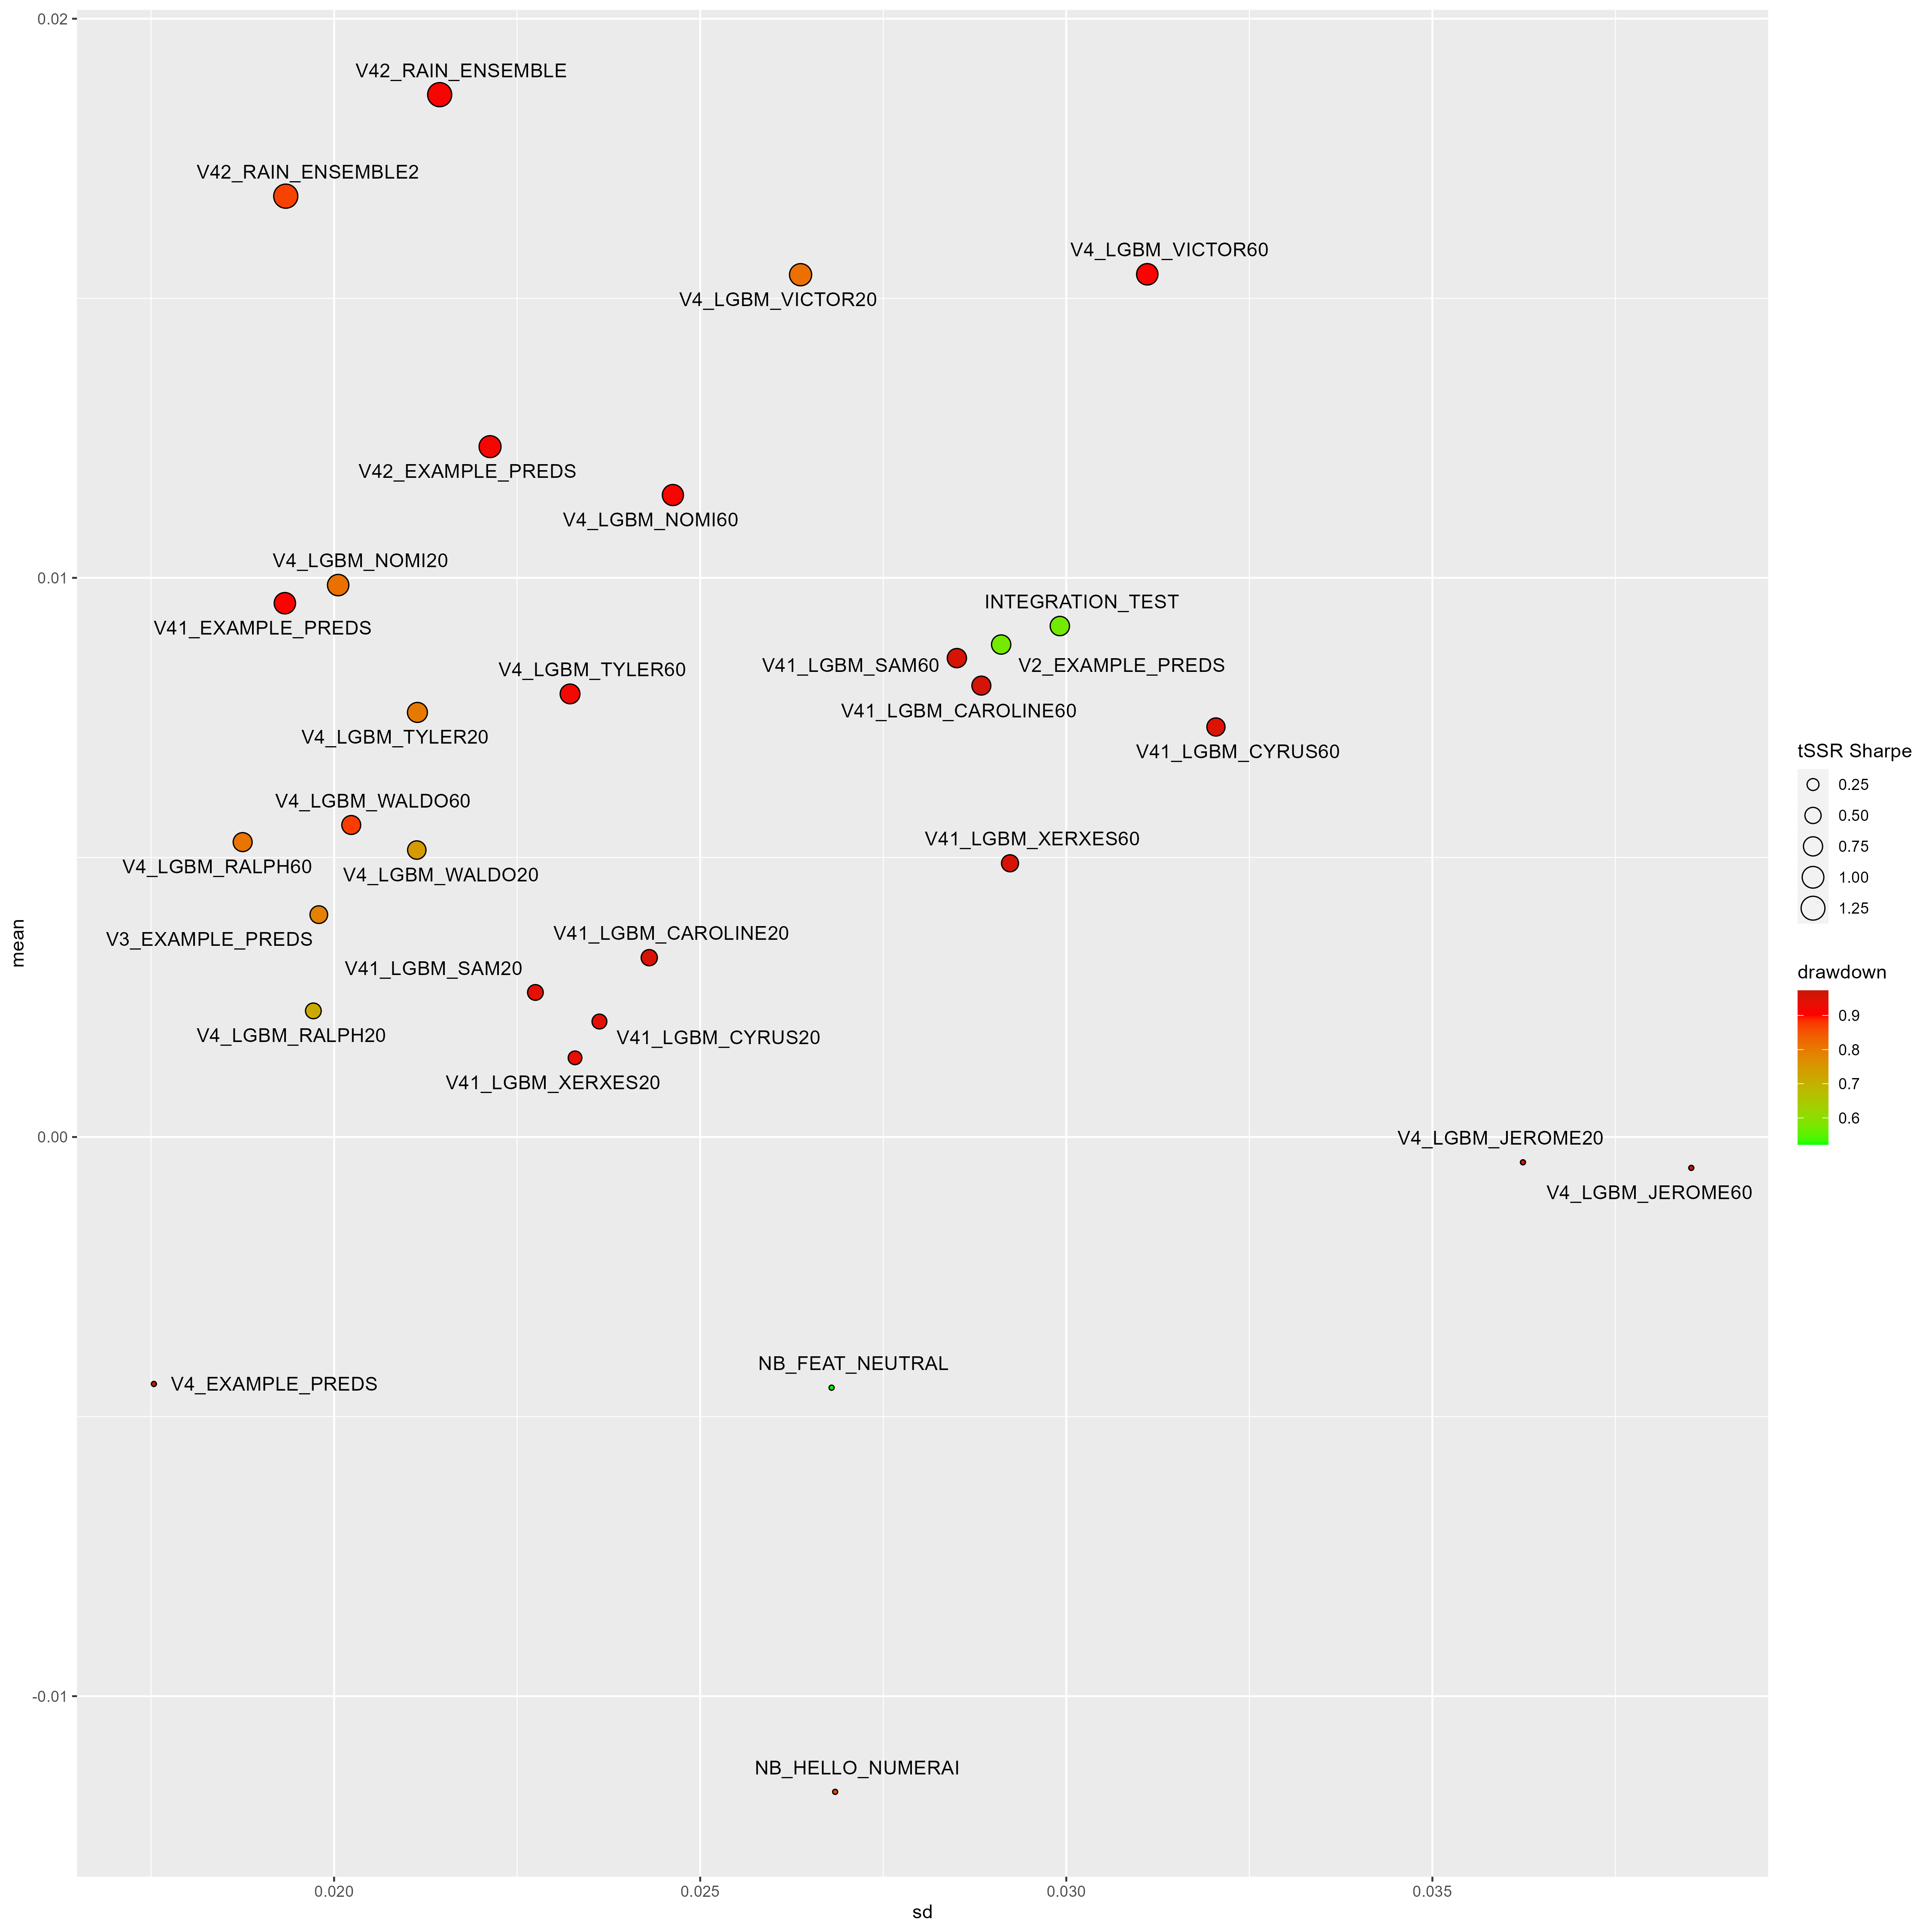 0.02
V42_RAIN_ENSEMBLE
V42_RAIN_ENSEMBLE2
V4_LGBM_VICTOR60
V4_LGBM_VICTOR20
V42_EXAMPLE_PREDS
V4_LGBM_NOMI60
V4_LGBM_NOMI20
0.01
INTEGRATION_TEST
V41_EXAMPLE_PREDS
V4_LGBM_TYLER60
V41_LGBM_SAM60
V2_EXAMPLE_PREDS
V41_LGBM_CAROLINE60
V4_LGBM_TYLER20
V41_LGBM_CYRUS60
V4_LGBM_WALDO60
V41_LGBM_XERXES60
V4_LGBM_RALPH60
V4_LGBM_WALDO20
V3_EXAMPLE_PREDS
V41_LGBM_CAROLINE20
V41_LGBM_SAM20
V4_LGBM_RALPH20
V41_LGBM_CYRUS20
V41_LGBM_XERXES20
0.00
V4_LGBM_JEROME20
V4_LGBM_JEROME60
NB_FEAT_NEUTRAL
V4_EXAMPLE_PREDS
-0.01
NB_HELLO_NUMERAI
mean
0.020
0.025
0.030
0.035
sd
tSSR Sharpe
0.25
0.50
0.75
1.00
1.25
drawdown
0.9
0.8
0.7
0.6